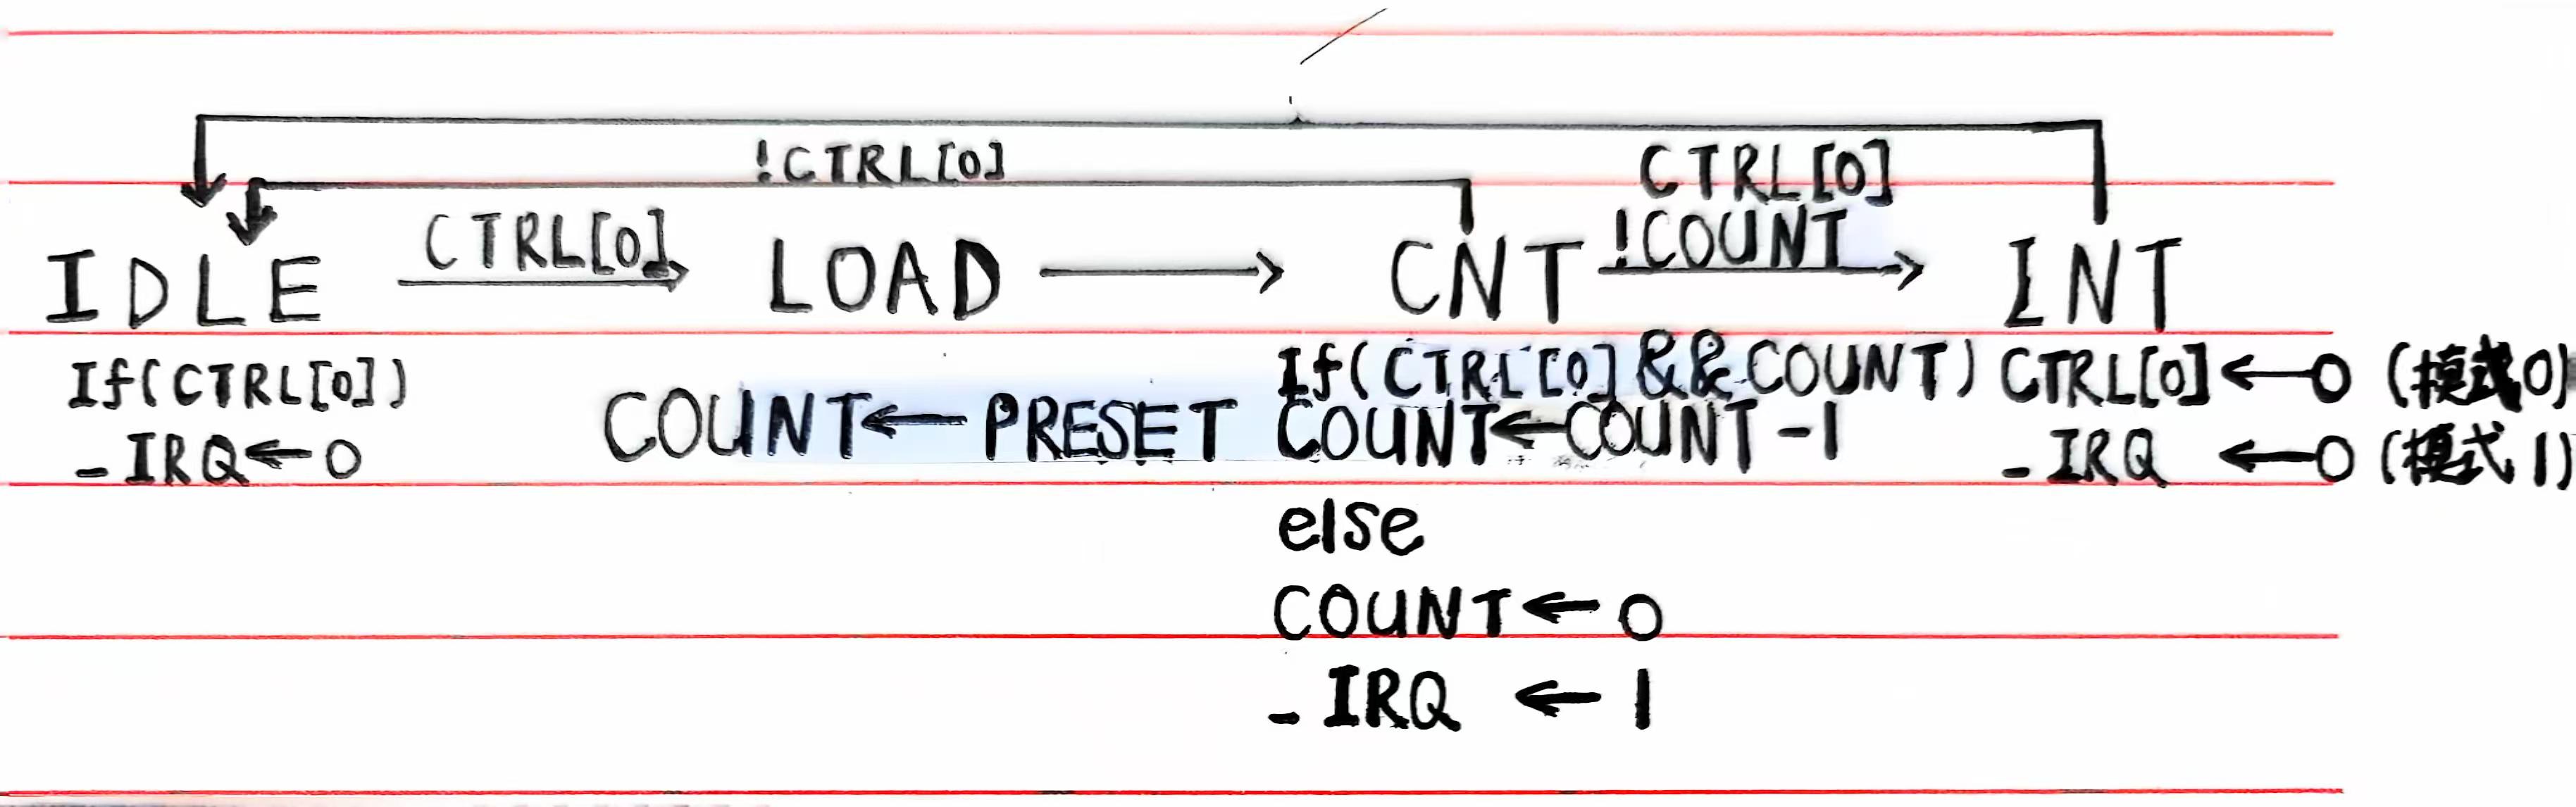 !CTRL[0]
CTRL[0]
IDLE CTRL[0] LOAD CNT !COUNT INT
If(CTRL[0])
_IRQ←0
COUNT←PRESET
If(CTRL[0]&&COUNT)
COUNT←COUNT-1
else
COUNT←0
_IRQ ←1
CTRL[0]←0 (模式0)
_IRQ ←0 (模式1)